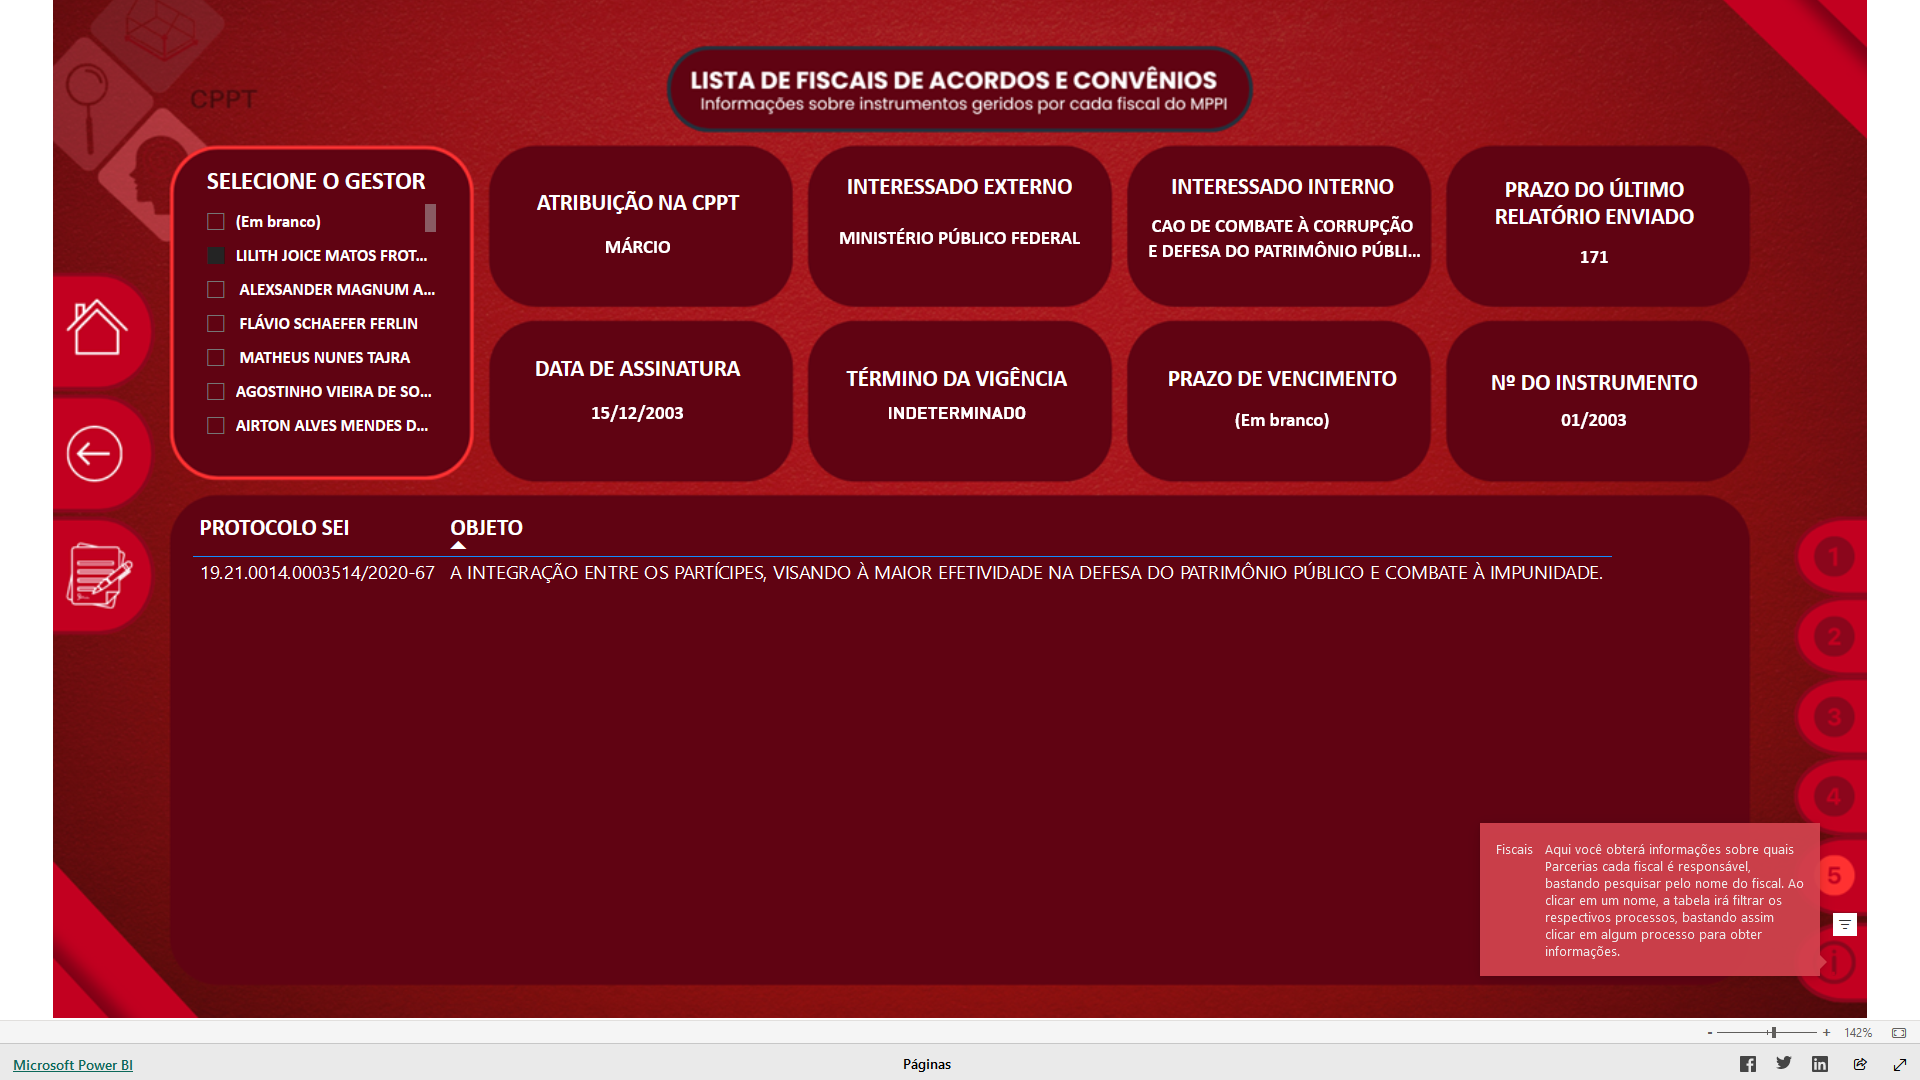 CPPT
LISTA DE FISCAIS DE ACORDOS E CONVÊNIOS
Informações sobre instrumentos geridos por cada fiscal do MPPI
SELECIONE O GESTOR
(Em branco)
LILITH JOICE MATOS FROT...
ALEXSANDER MAGNUM A...
FLÁVIO SCHAEFER FERLIN
MATHEUS NUNES TAJRA
AGOSTINHO VIEIRA DE SO...
AIRTON ALVES MENDES D...
ATRIBUIÇÃO NA CPPT
MÁRCIO
INTERESSADO EXTERNO
MINISTÉRIO PÚBLICO FEDERAL
INTERESSADO INTERNO
CAO DE COMBATE À CORRUPÇÃO
E DEFESA DO PATRIMÔNIO PÚBLI...
PRAZO DO ÚLTIMO
RELATÓRIO ENVIADO
171
DATA DE ASSINATURA
15/12/2003
TÉRMINO DA VIGÊNCIA
INDETERMINADO
PRAZO DE VENCIMENTO
(Em branco)
Nº DO INSTRUMENTO
01/2003
PROTOCOLO SEI OBJETO
19.21.0014.0003514/2020-67 A INTEGRAÇÃO ENTRE OS PARTÍCIPES, VISANDO À MAIOR EFETIVIDADE NA DEFESA DO PATRIMÔNIO PÚBLICO E COMBATE À IMPUNIDADE.
1
2
3
4
5
i
Fiscais Aqui você obterá informações sobre quais
Parcerias cada fiscal é responsável,
bastando pesquisar pelo nome do fiscal. Ao
clicar em um nome, a tabela irá filtrar os
respectivos processos, bastando assim
clicar em algum processo para obter
informações.
- + 142%
Microsoft Power BI
Páginas